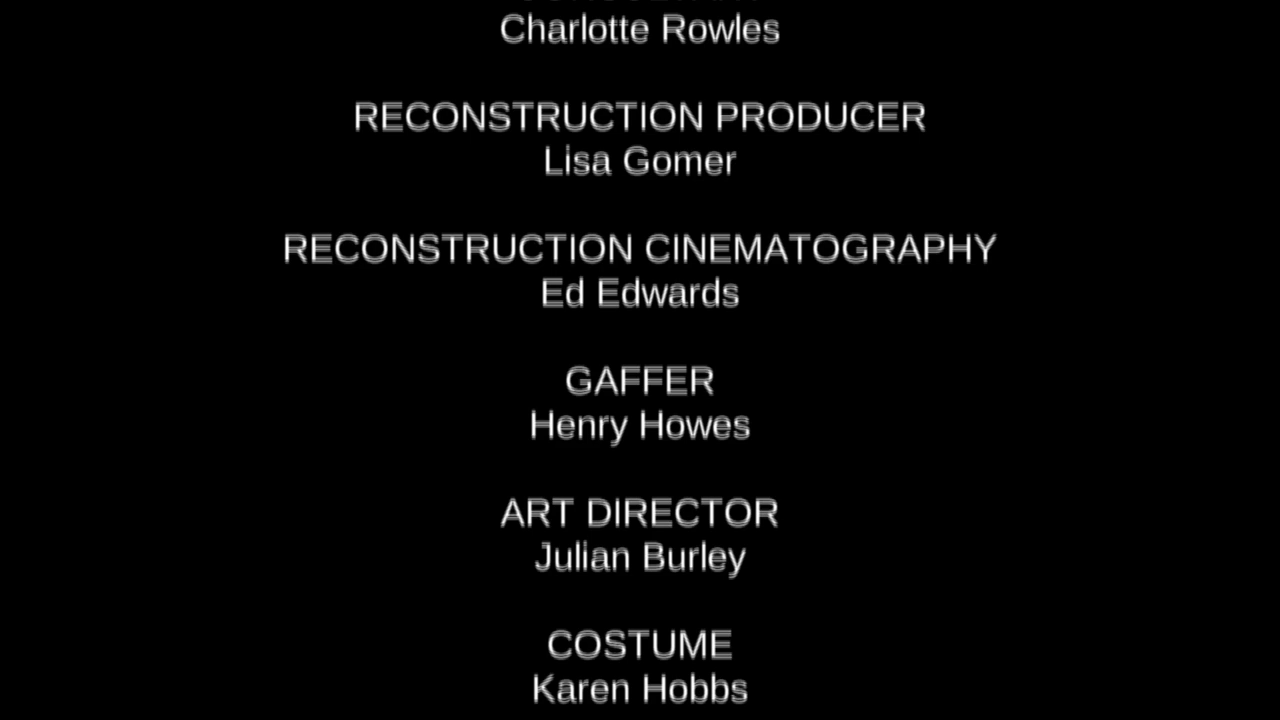 Charlotte Rowles
RECONSTRUCTION PRODUCER
Lisa Gomer
RECONSTRUCTION CINEMATOGRAPHY
Ed Edwards
GAFFER
Henry Howes
ART DIRECTOR
Julian Burley
COSTUME
Karen Hobbs